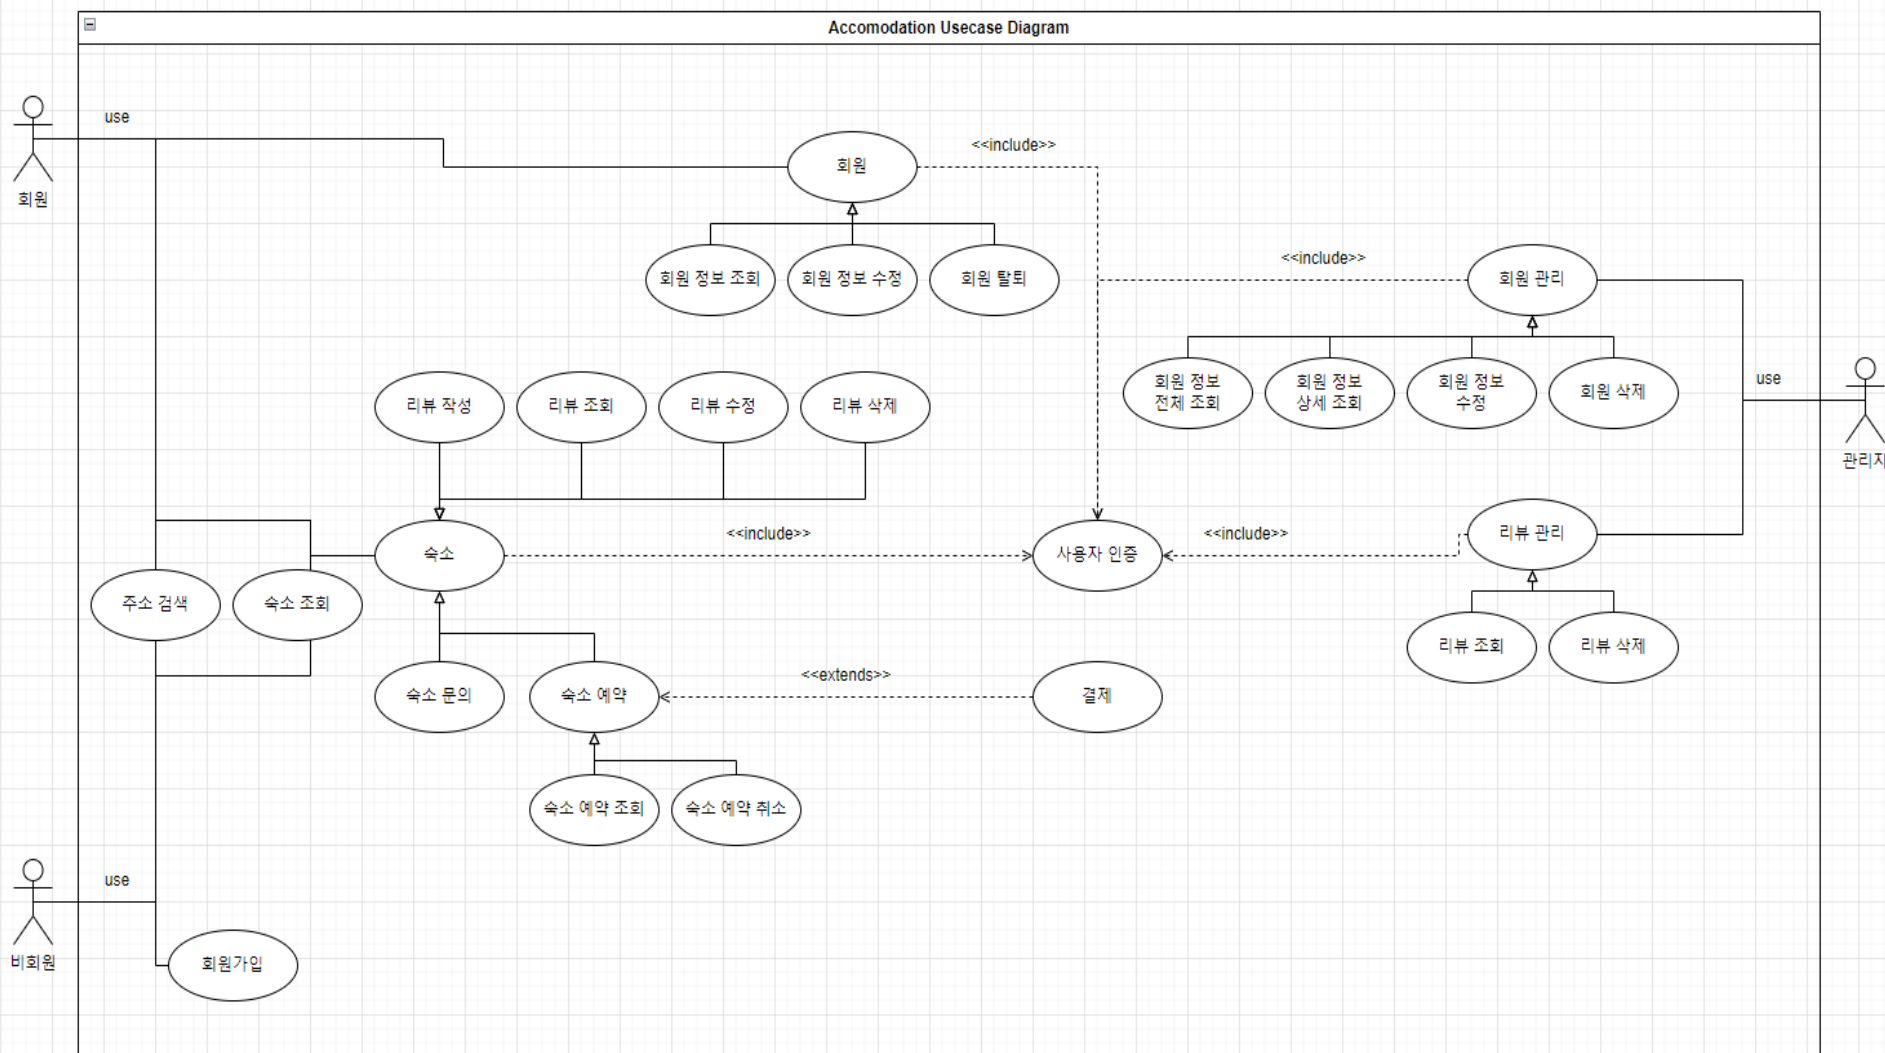 Accomodation Usecase Diagram
use
회원
회원
<<include>>
회원 정보 조회
회원 정보 수정
회원 탈퇴
<<include>>
회원 관리
회원 정보
전체 조회
회원 정보
상세 조회
회원 정보
수정
회원 삭제
use
관리자
리뷰 작성
리뷰 조회
리뷰 수정
리뷰 삭제
숙소
<<include>>
사용자 인증
<<include>>
리뷰 관리
주소 검색
숙소 조회
리뷰 조회
리뷰 삭제
숙소 문의
숙소 예약
<<extends>>
결제
숙소 예약 조회
숙소 예약 취소
use
비회원
회원가입